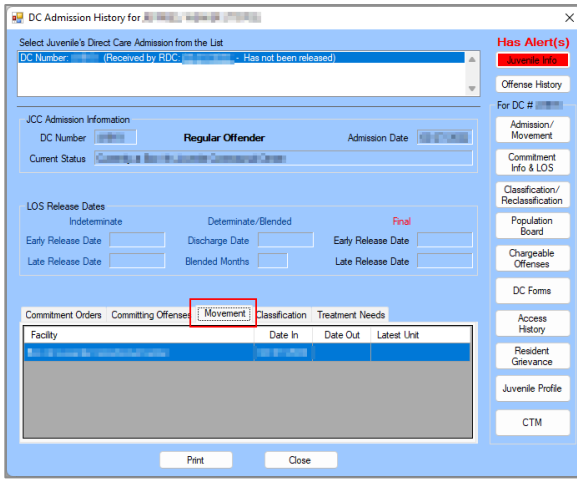 DC Admission History for
Select Juvenile's Direct Care Admission from the List
DC Number: (Received by RDC: - Has not been released)
JCC Admission Information
DC Number Regular Offender Admission Date
Current Status
LOS Release Dates
Indeterminate Determinate/Blended Final
Early Release Date Discharge Date Early Release Date
Late Release Date Blended Months Late Release Date
Commitment Orders Committing Offenses Movement Classification Treatment Needs
Facility Date In Date Out Latest Unit
Print Close
Has Alert(s)
Juvenile Info
Offense History
For DC #
Admission/
Movement
Commitment
Info & LOS
Classification/
Reclassification
Population
Board
Chargeable
Offenses
DC Forms
Access
History
Resident
Grievance
Juvenile Profile
CTM